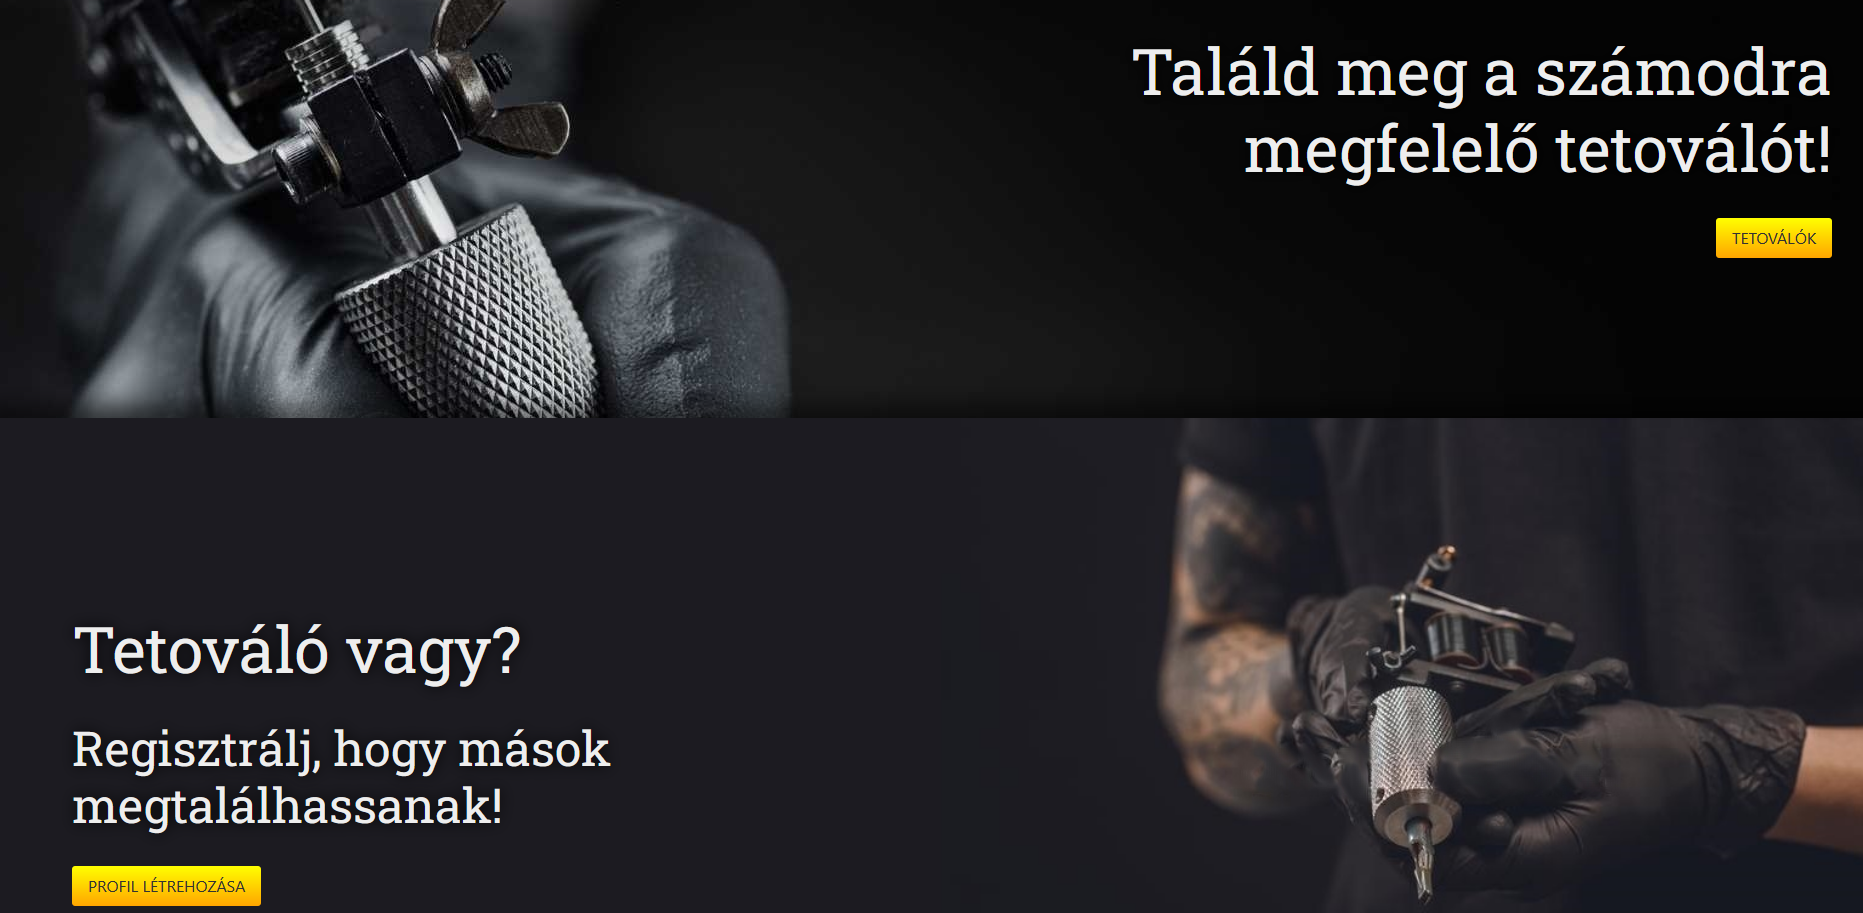 Találd meg a számodra
megfelelő tetoválót!
TETOVÁLÓK
Tetováló vagy?
Regisztrálj, hogy mások
megtalálhassanak!
PROFIL LÉTREHOZÁSA